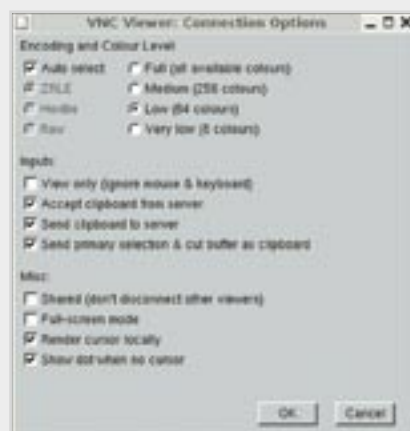 VNC Viewer: Connection Options
Encoding and Colour Level:
Auto select Full (all available colours)
ZRLE Medium (256 colours)
Hextile Low (64 colours)
Raw Very low (8 colours)
Inputs:
View only (ignore mouse & keyboard)
Accept clipboard from server
Send clipboard to server
Send primary selection & cut buffer as clipboard
Misc:
Shared (don't disconnect other viewers)
Full-screen mode
Render cursor locally
Show dot when no cursor
OK Cancel